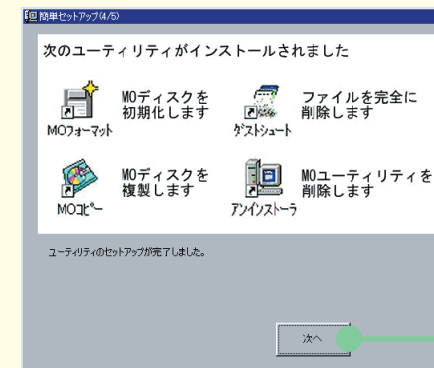 簡単セットアップ(4/5)
次のユーティリティがインストールされました
MOディスクを
初期化します
MOフォーマット
ファイルを完全に
削除します
ダストシュート
MOディスクを
複製します
MOコピー
MOユーティリティを
削除します
アンインストーラ
ユーティリティのセットアップが完了しました。
次へ